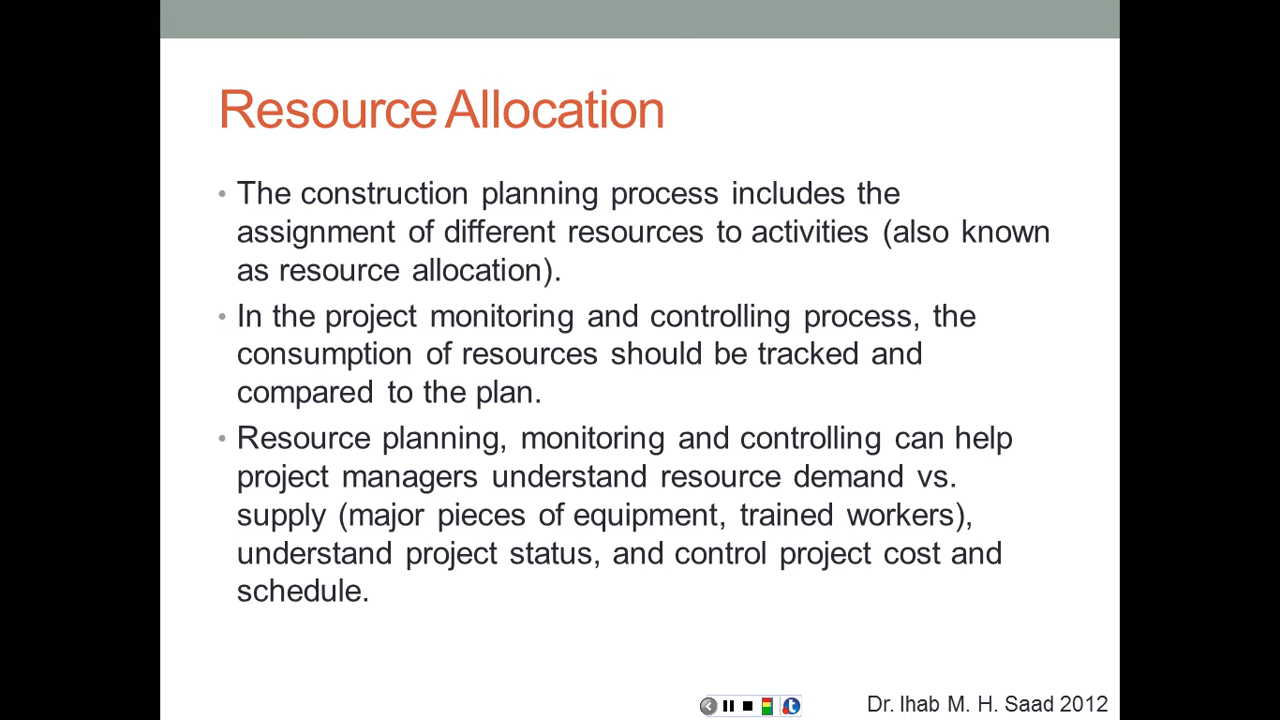 Resource Allocation
• The construction planning process includes the
assignment of different resources to activities (also known
as resource allocation).
• In the project monitoring and controlling process, the
consumption of resources should be tracked and
compared to the plan.
• Resource planning, monitoring and controlling can help
project managers understand resource demand vs.
supply (major pieces of equipment, trained workers),
understand project status, and control project cost and
schedule.
Dr. Ihab M. H. Saad 2012